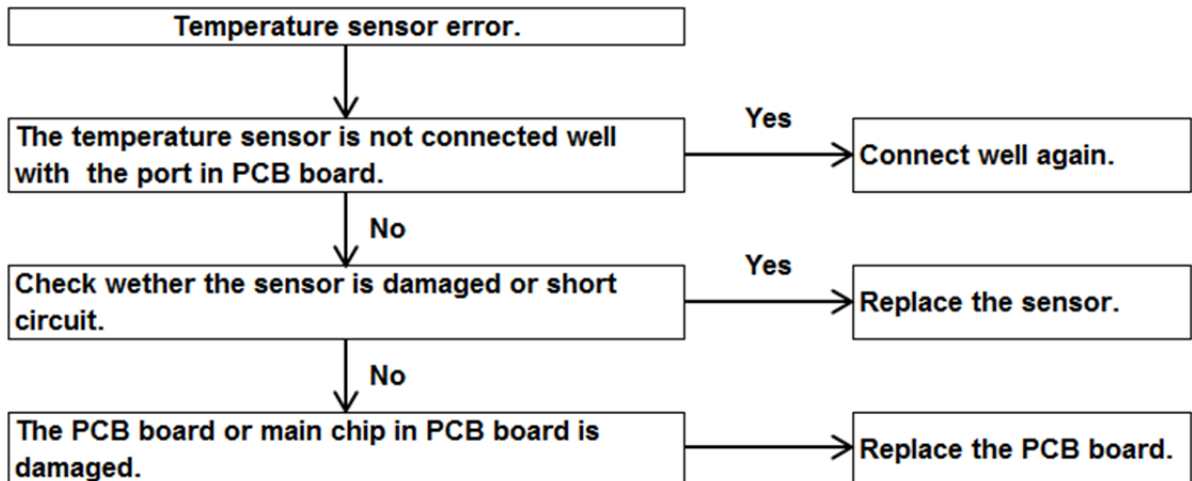 Temperature sensor error.
The temperature sensor is not connected well
with the port in PCB board.
Yes
Connect well again.
No
Check wether the sensor is damaged or short
circuit.
Yes
Replace the sensor.
No
The PCB board or main chip in PCB board is
damaged.
Replace the PCB board.